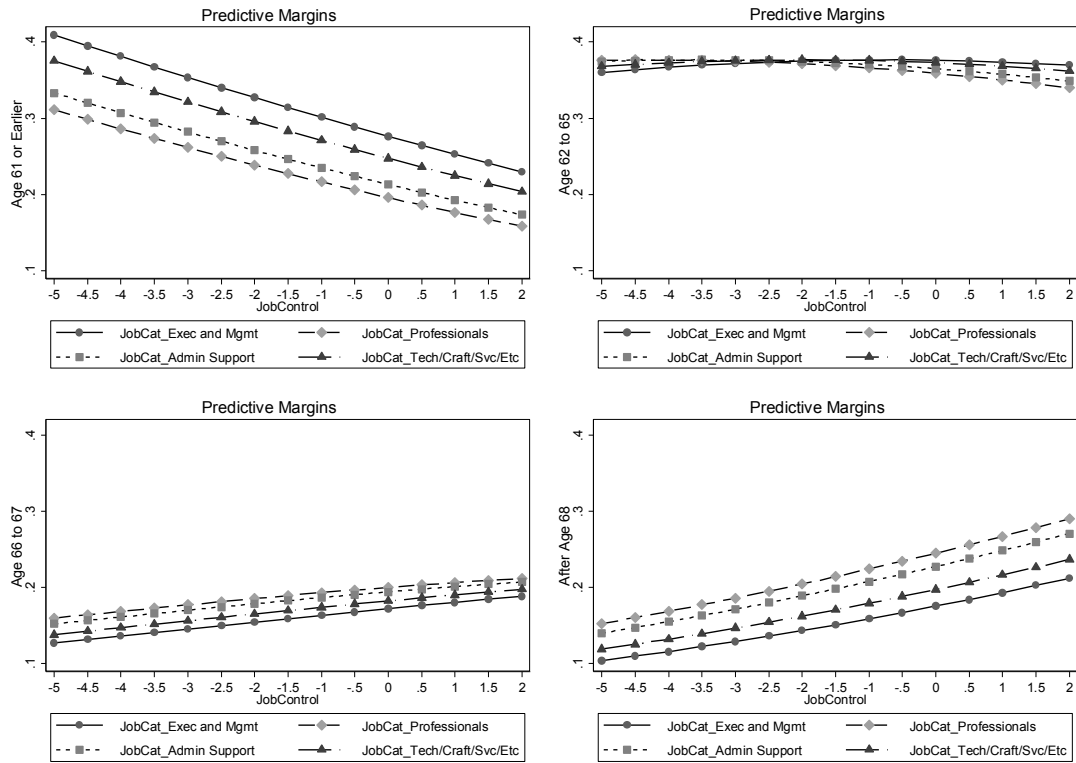 Predictive Margins
Age 61 or Earlier
.4
.3
.2
.1
-5 -4.5 -4 -3.5 -3 -2.5 -2 -1.5 -1 -.5 0 .5 1 1.5 2
JobControl
JobCat_Exec and Mgmt JobCat_Professionals
JobCat_Admin Support JobCat_Tech/Craft/Svc/Etc
Predictive Margins
Age 62 to 65
.4
.3
.2
.1
-5 -4.5 -4 -3.5 -3 -2.5 -2 -1.5 -1 -.5 0 .5 1 1.5 2
JobControl
JobCat_Exec and Mgmt JobCat_Professionals
JobCat_Admin Support JobCat_Tech/Craft/Svc/Etc
Predictive Margins
Age 66 to 67
.4
.3
.2
.1
-5 -4.5 -4 -3.5 -3 -2.5 -2 -1.5 -1 -.5 0 .5 1 1.5 2
JobControl
JobCat_Exec and Mgmt JobCat_Professionals
JobCat_Admin Support JobCat_Tech/Craft/Svc/Etc
Predictive Margins
After Age 68
.4
.3
.2
.1
-5 -4.5 -4 -3.5 -3 -2.5 -2 -1.5 -1 -.5 0 .5 1 1.5 2
JobControl
JobCat_Exec and Mgmt JobCat_Professionals
JobCat_Admin Support JobCat_Tech/Craft/Svc/Etc